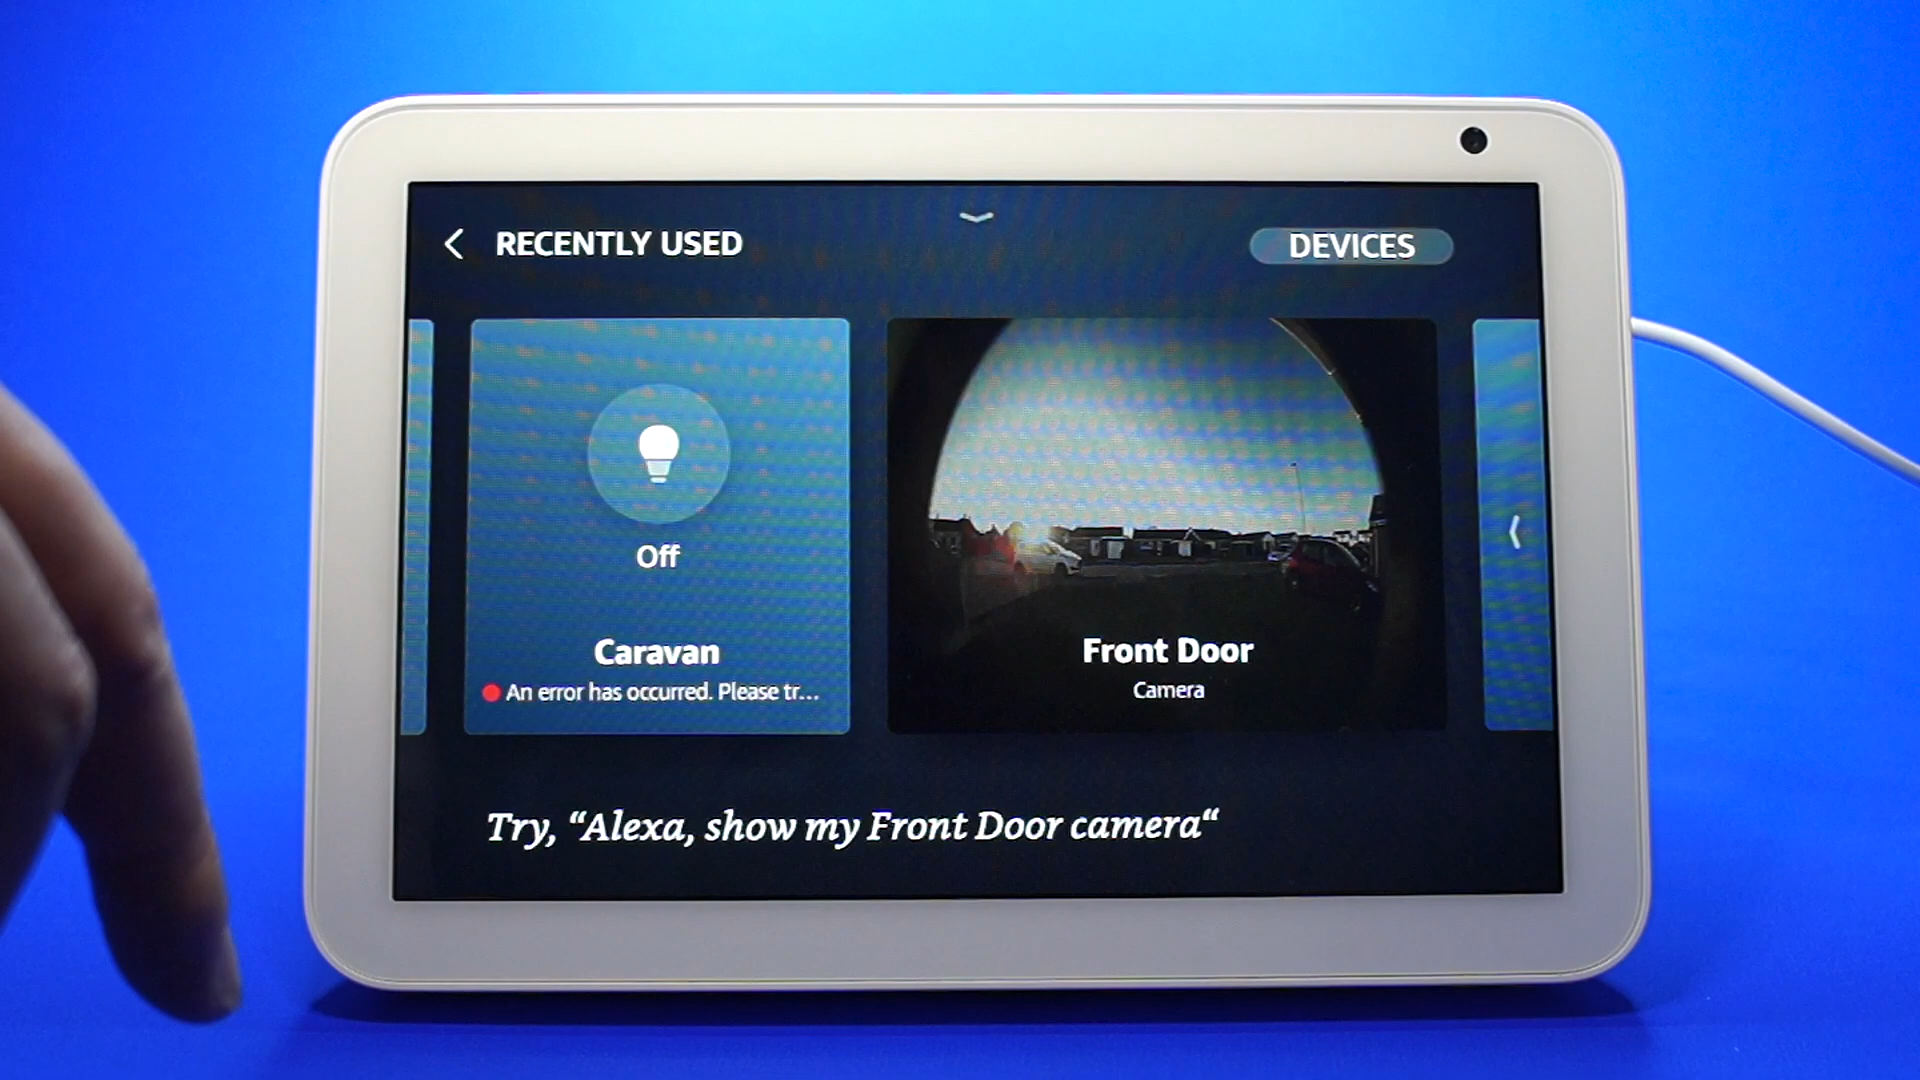 RECENTLY USED
DEVICES
Off
Caravan
An error has occurred. Please tr...
Front Door
Camera
Try, “Alexa, show my Front Door camera“